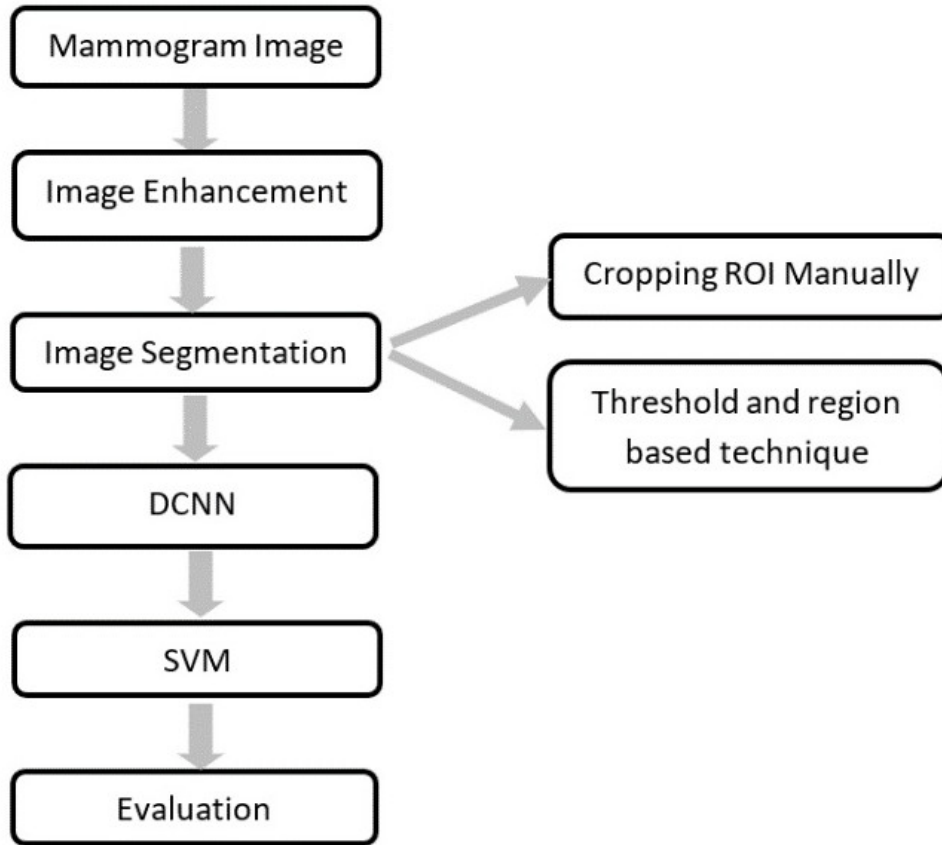 Mammogram Image
Image Enhancement
Image Segmentation
Cropping ROI Manually
Threshold and region
based technique
DCNN
SVM
Evaluation